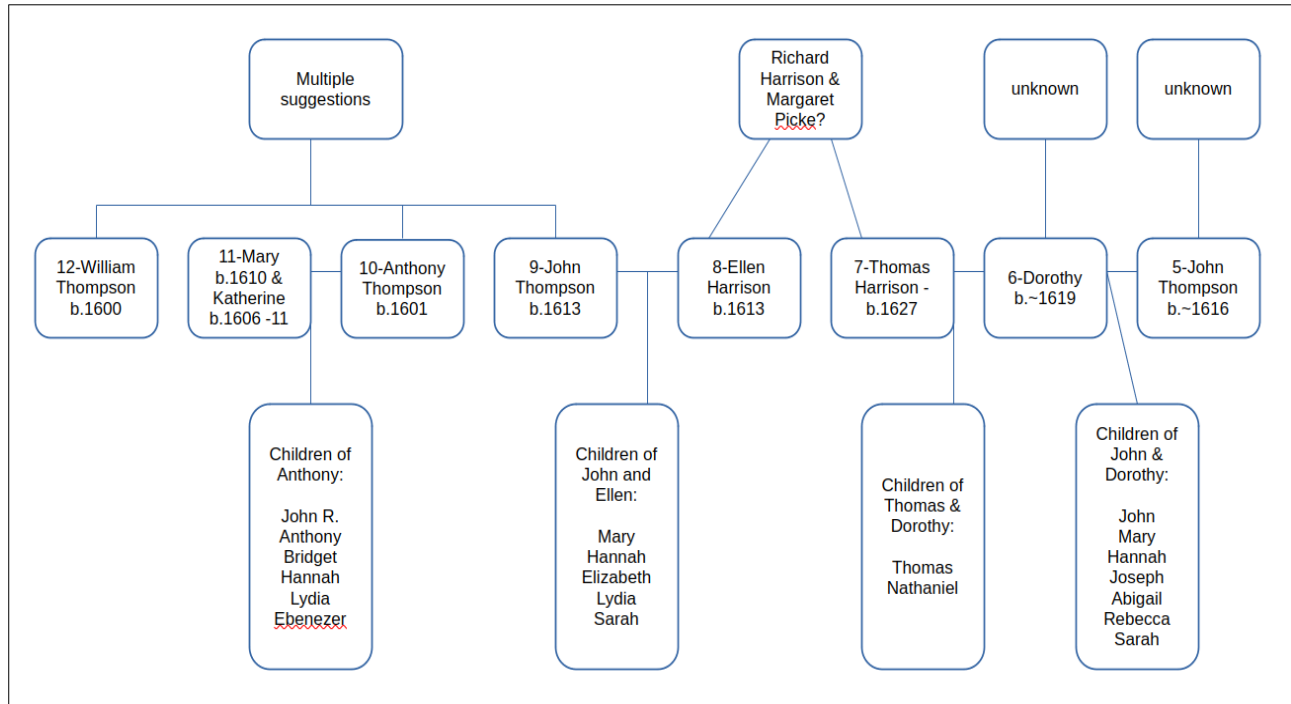 Multiple
suggestions
Richard
Harrison &
Margaret
Picke?
unknown
unknown
12-William
Thompson
b.1600
11-Mary
b.1610 &
Katherine
b.1606 -11
10-Anthony
Thompson
b.1601
9-John
Thompson
b.1613
8-Ellen
Harrison
b.1613
7-Thomas
Harrison -
b.1627
6-Dorothy
b.~1619
5-John
Thompson
b.~1616
Children of
Anthony:
John R.
Anthony
Bridget
Hannah
Lydia
Ebenezer
Children of
John and
Ellen:
Mary
Hannah
Elizabeth
Lydia
Sarah
Children of
Thomas &
Dorothy:
Thomas
Nathaniel
Children of
John &
Dorothy:
John
Mary
Hannah
Joseph
Abigail
Rebecca
Sarah